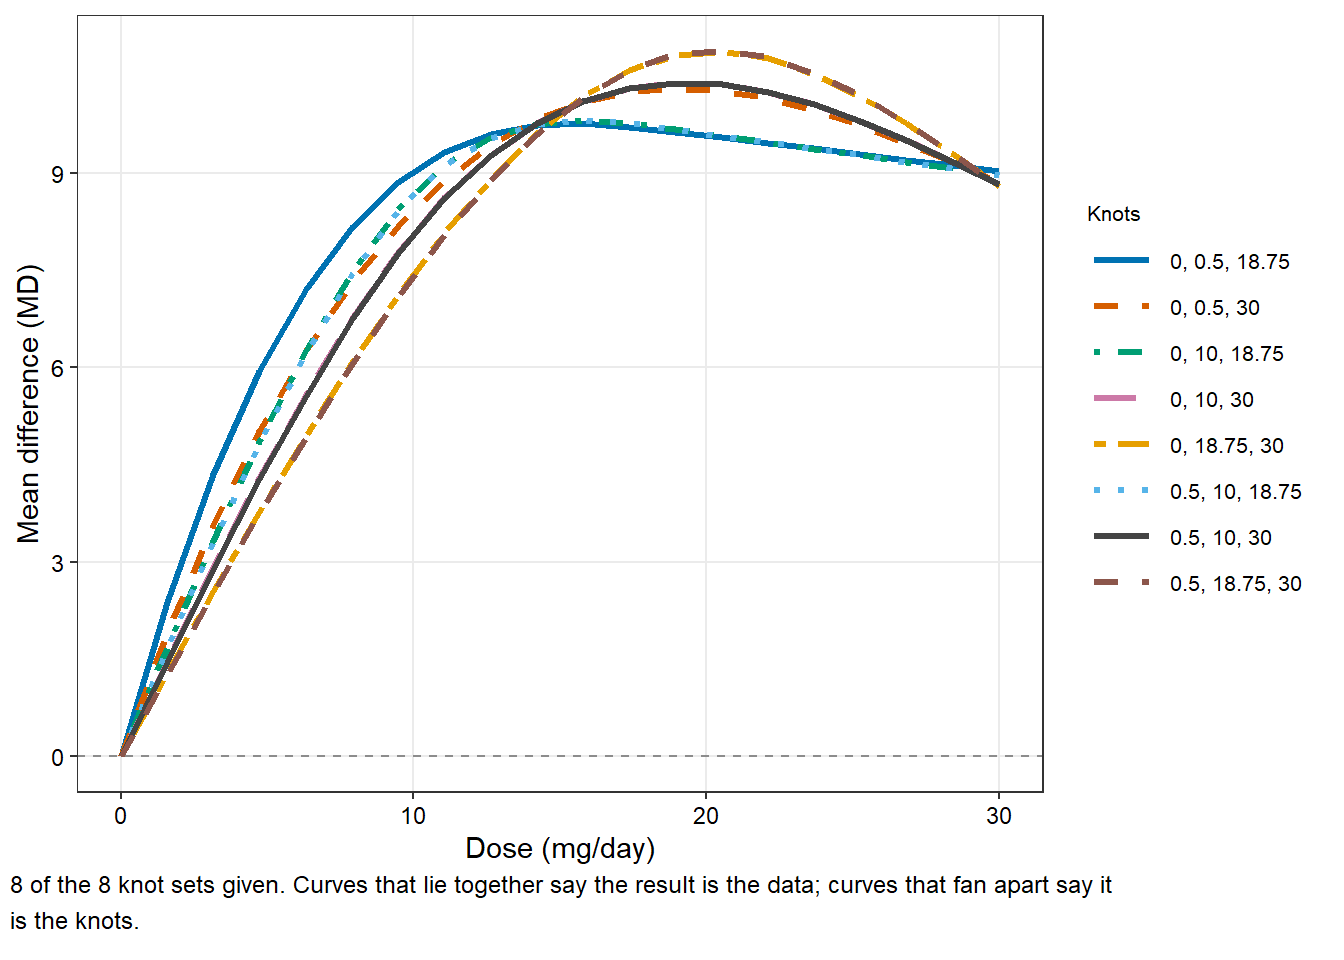 9
6
3
0
Mean difference (MD)
0 10 20 30
Dose (mg/day)
Knots
0, 0.5, 18.75
0, 0.5, 30
0, 10, 18.75
0, 10, 30
0, 18.75, 30
0.5, 10, 18.75
0.5, 10, 30
0.5, 18.75, 30
8 of the 8 knot sets given. Curves that lie together say the result is the data; curves that fan apart say it
is the knots.